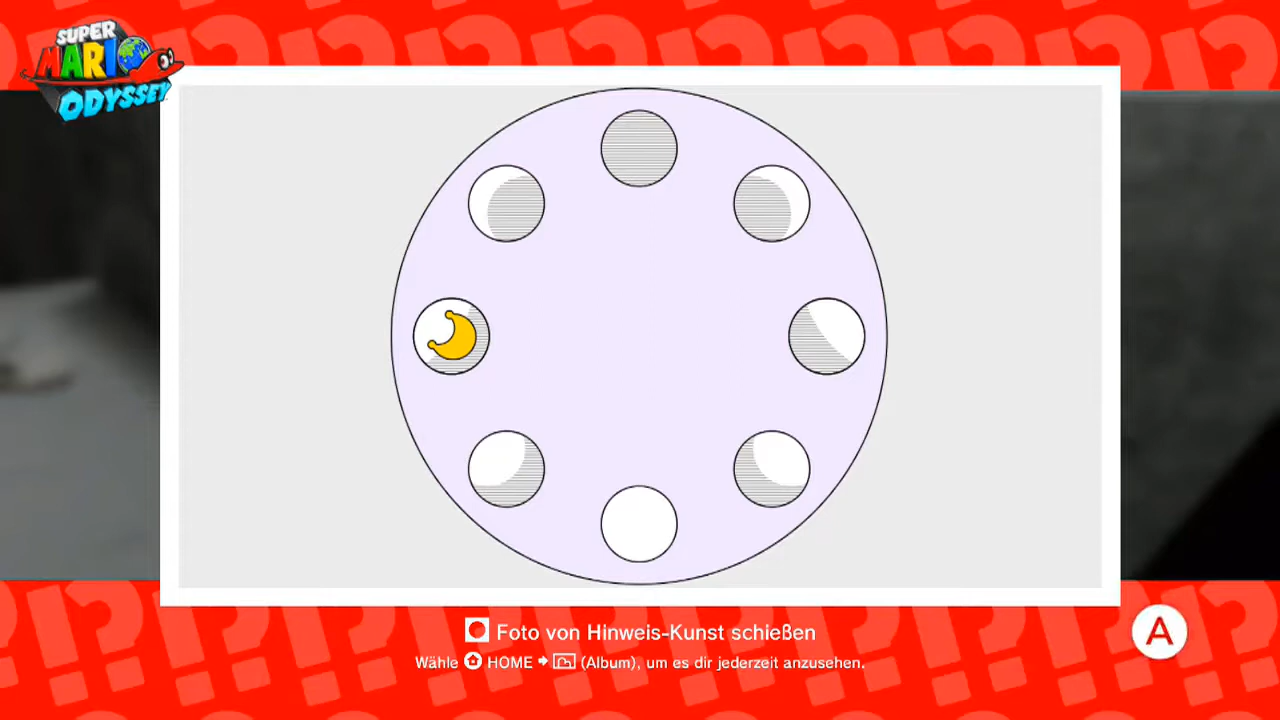 SUPER
MARIO
ODYSSEY
Foto von Hinweis-Kunst schießen
Wähle HOME ➡ (Album), um es dir jederzeit anzusehen.
A